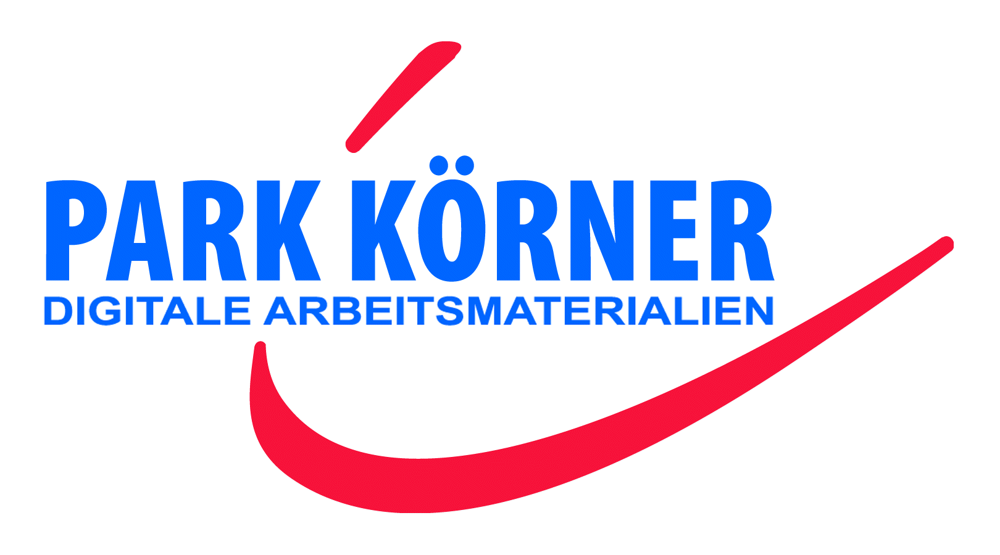 PARK KÖRNER
DIGITALE ARBEITSMATERIALIEN